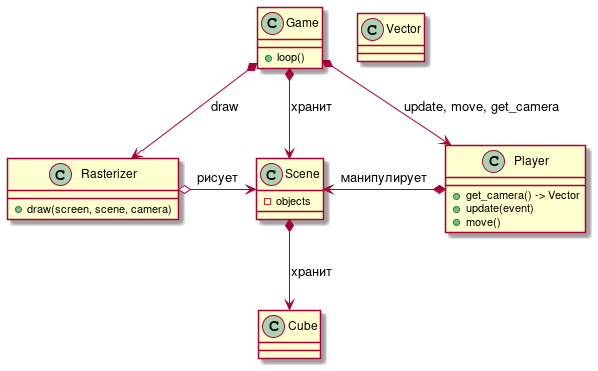 C Game
loop()
C Vector
draw
хранит
update, move, get_camera
C Rasterizer
draw(screen, scene, camera)
рисует
C Scene
objects
манипулирует
C Player
get_camera() -> Vector
update(event)
move()
хранит
C Cube